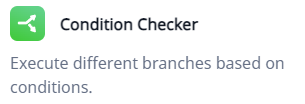 Condition Checker
Execute different branches based on
conditions.